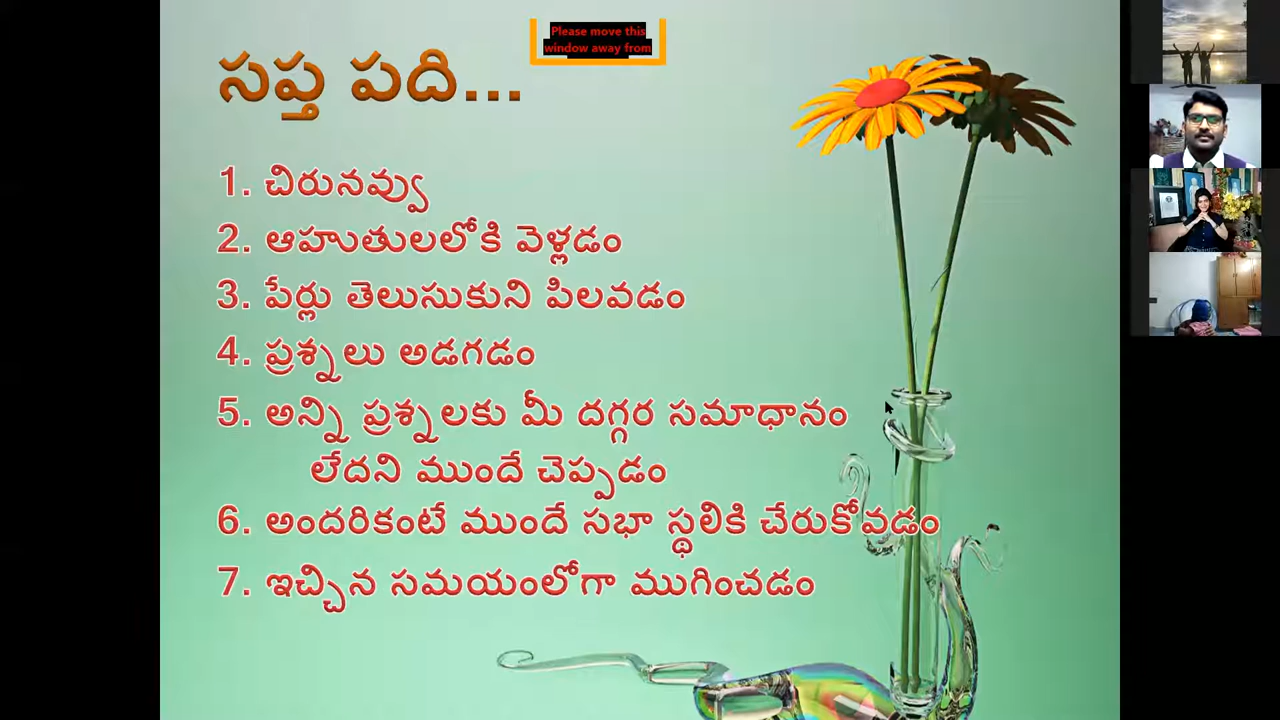 Please move this
window away from
సప్త పది...
1. చిరునవ్వు
2. ఆహుతులలోకి వెళ్లడం
3. పేర్లు తెలుసుకుని పిలవడం
4. ప్రశ్నలు అడగడం
5. అన్ని ప్రశ్నలకు మీ దగ్గర సమాధానం
లేదని ముందే చెప్పడం
6. అందరికంటే ముందే సభా స్థలికి చేరుకోవడం
7. ఇచ్చిన సమయంలోగా ముగించడం